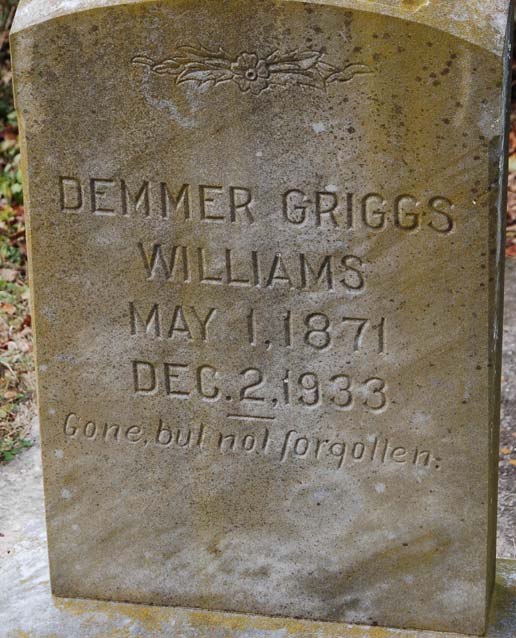 DEMMER GRIGGS
WILLIAMS
MAY 1, 1871
DEC. 2, 1933
Gone, but not forgotten.